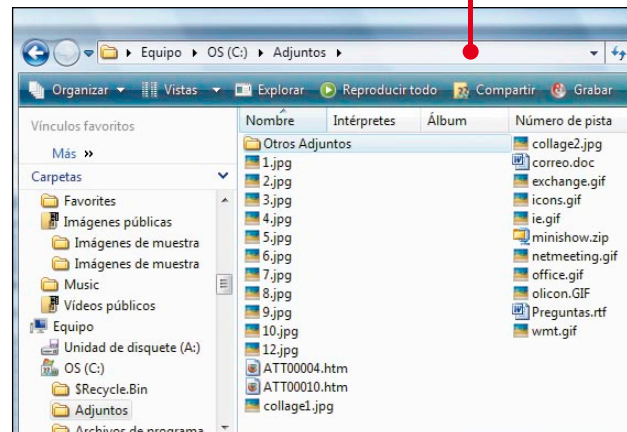 Equipo OS (C:) Adjuntos
Organizar Vistas Explorar Reproducir todo Compartir Grabar
Vínculos favoritos
Más »
Carpetas
Favorites
Imágenes públicas
Imágenes de muestra
Imágenes de muestra
Music
Vídeos públicos
Equipo
Unidad de disquete (A:)
OS (C:)
$Recycle.Bin
Adjuntos
Archivos de programa
Nombre Intérpretes Álbum Número de pista
Otros Adjuntos
1.jpg
2.jpg
3.jpg
4.jpg
5.jpg
6.jpg
7.jpg
8.jpg
9.jpg
10.jpg
12.jpg
ATT00004.htm
ATT00010.htm
collage1.jpg
collage2.jpg
correo.doc
exchange.gif
icons.gif
ie.gif
minishow.zip
netmeeting.gif
office.gif
olicon.GIF
Preguntas.rtf
wmt.gif